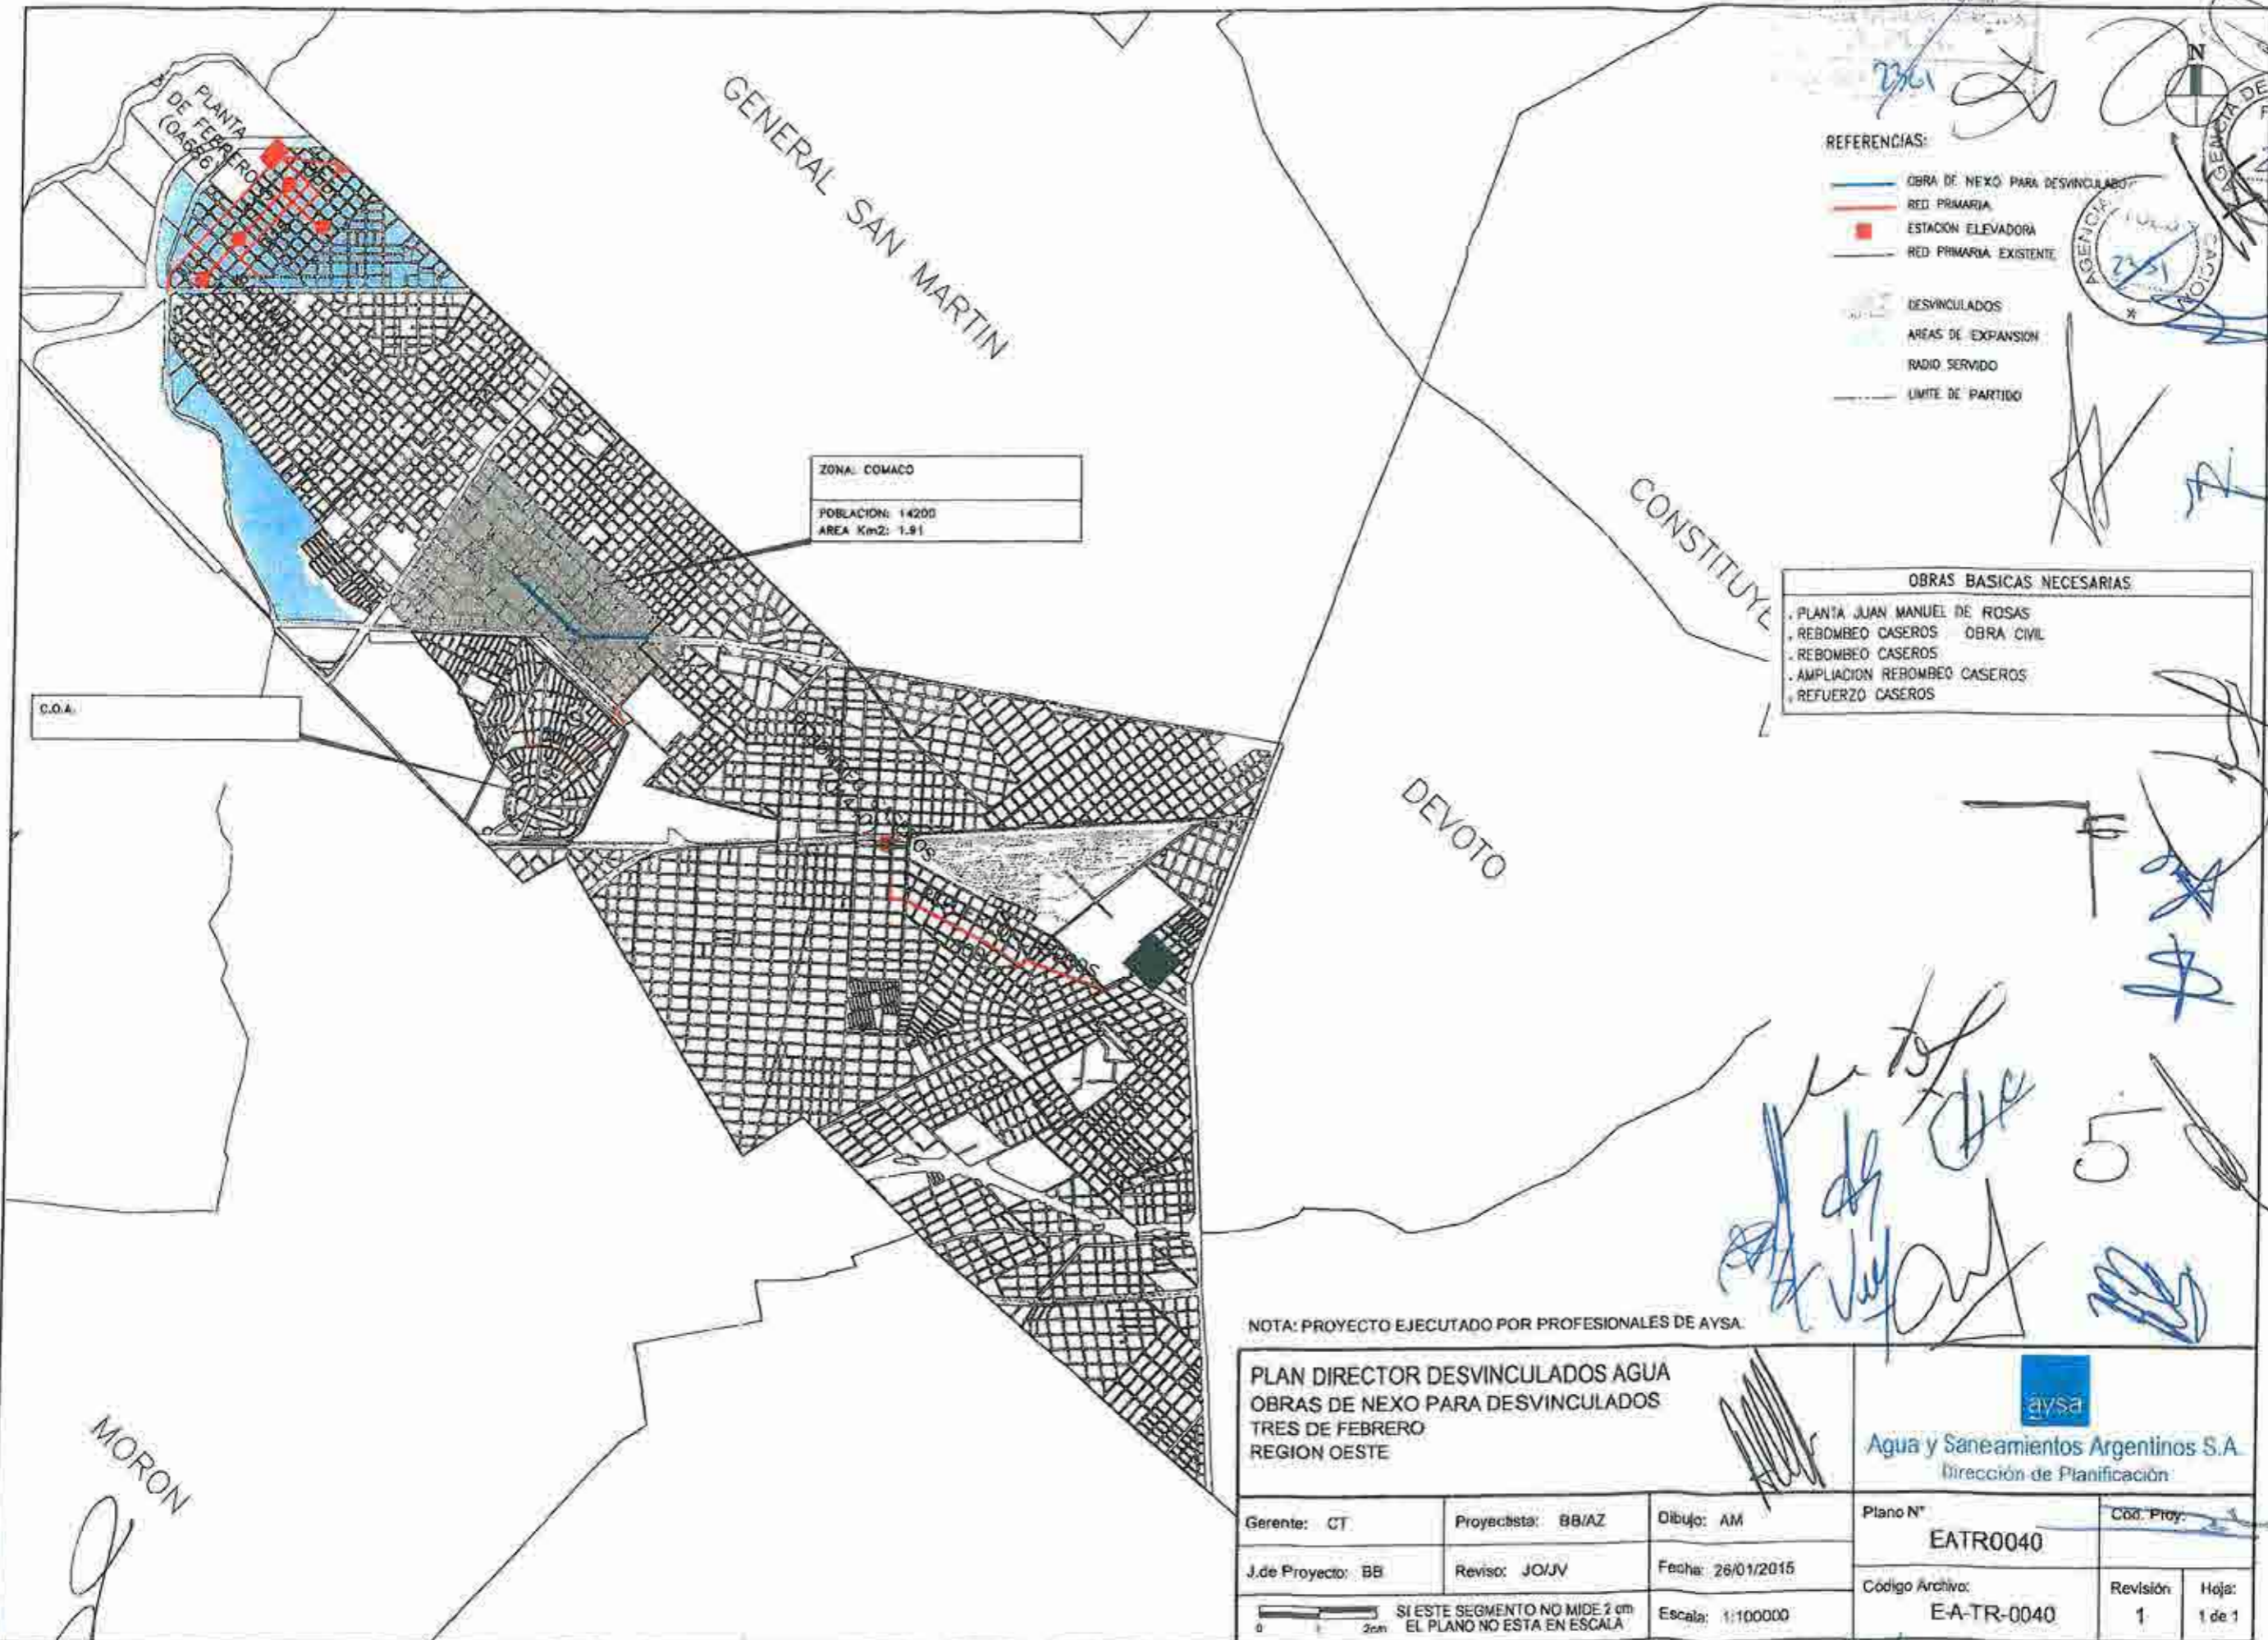 GENERAL SAN MARTIN
PLANTA
DE FEBRERO
(OA686)
N
2361
REFERENCIAS:
OBRA DE NEXO PARA DESVINCULADO
RED PRIMARIA
ESTACION ELEVADORA
RED PRIMARIA EXISTENTE
DESVINCULADOS
AREAS DE EXPANSION
RADIO SERVIDO
LIMITE DE PARTIDO
AGENCIA DE
AGENCIA
ZONA: COMACO
POBLACION: 14200
AREA Km2: 1.91
CONSTITUYE
OBRAS BASICAS NECESARIAS
. PLANTA JUAN MANUEL DE ROSAS
. REBOMBEO CASEROS OBRA CIVIL
. REBOMBEO CASEROS
. AMPLIACION REBOMBEO CASEROS
. REFUERZO CASEROS
C.O.A.
DEVOTO
MORON
NOTA: PROYECTO EJECUTADO POR PROFESIONALES DE AYSA.
PLAN DIRECTOR DESVINCULADOS AGUA
OBRAS DE NEXO PARA DESVINCULADOS
TRES DE FEBRERO
REGION OESTE
aysa
Agua y Saneamientos Argentinos S.A.
Dirección de Planificación
Gerente: CT
Proyectista: BB/AZ
Dibujo: AM
Plano N°
EATR0040
Cod. Proy:
J.de Proyecto: BB
Reviso: JO/JV
Fecha: 26/01/2015
Código Archivo:
E-A-TR-0040
Revisión
1
Hoja:
1 de 1
0 1 2cm
SI ESTE SEGMENTO NO MIDE 2 cm
EL PLANO NO ESTA EN ESCALA
Escala: 1:100000